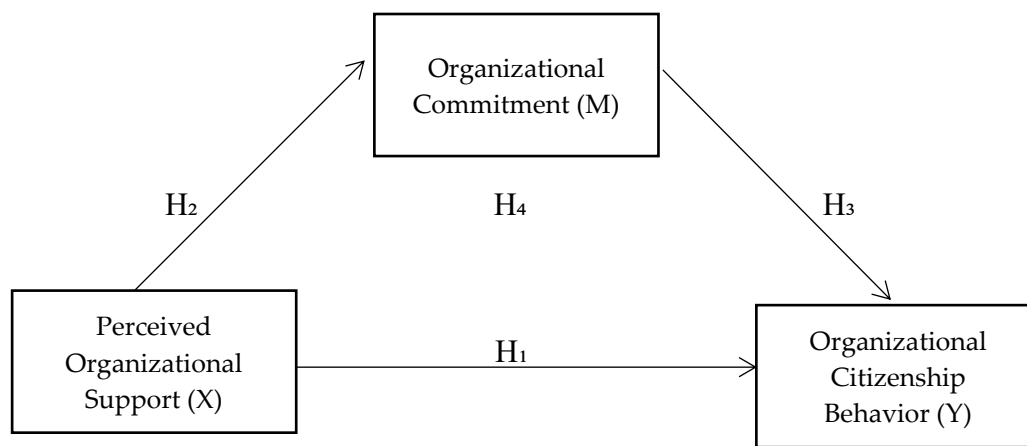 Organizational
Commitment (M)
H₂
H₄
H₃
Perceived
Organizational
Support (X)
H₁
Organizational
Citizenship
Behavior (Y)